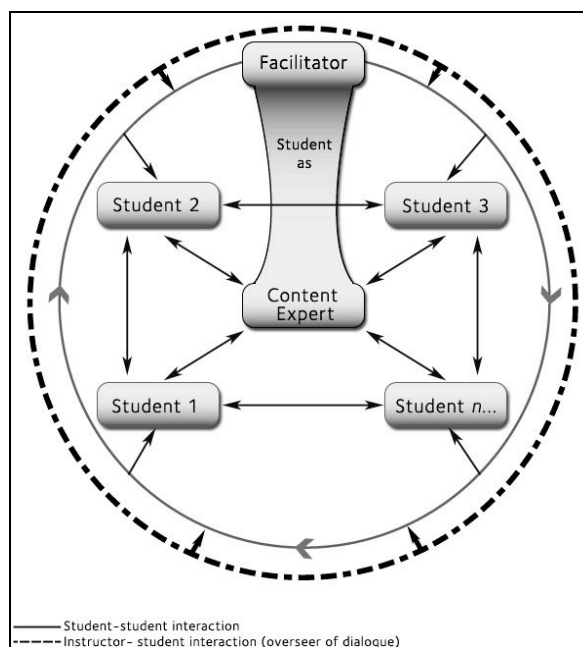 Facilitator
Student
as
Student 2
Student 3
Content
Expert
Student 1
Student n...
Student-student interaction
Instructor- student interaction (overseer of dialogue)